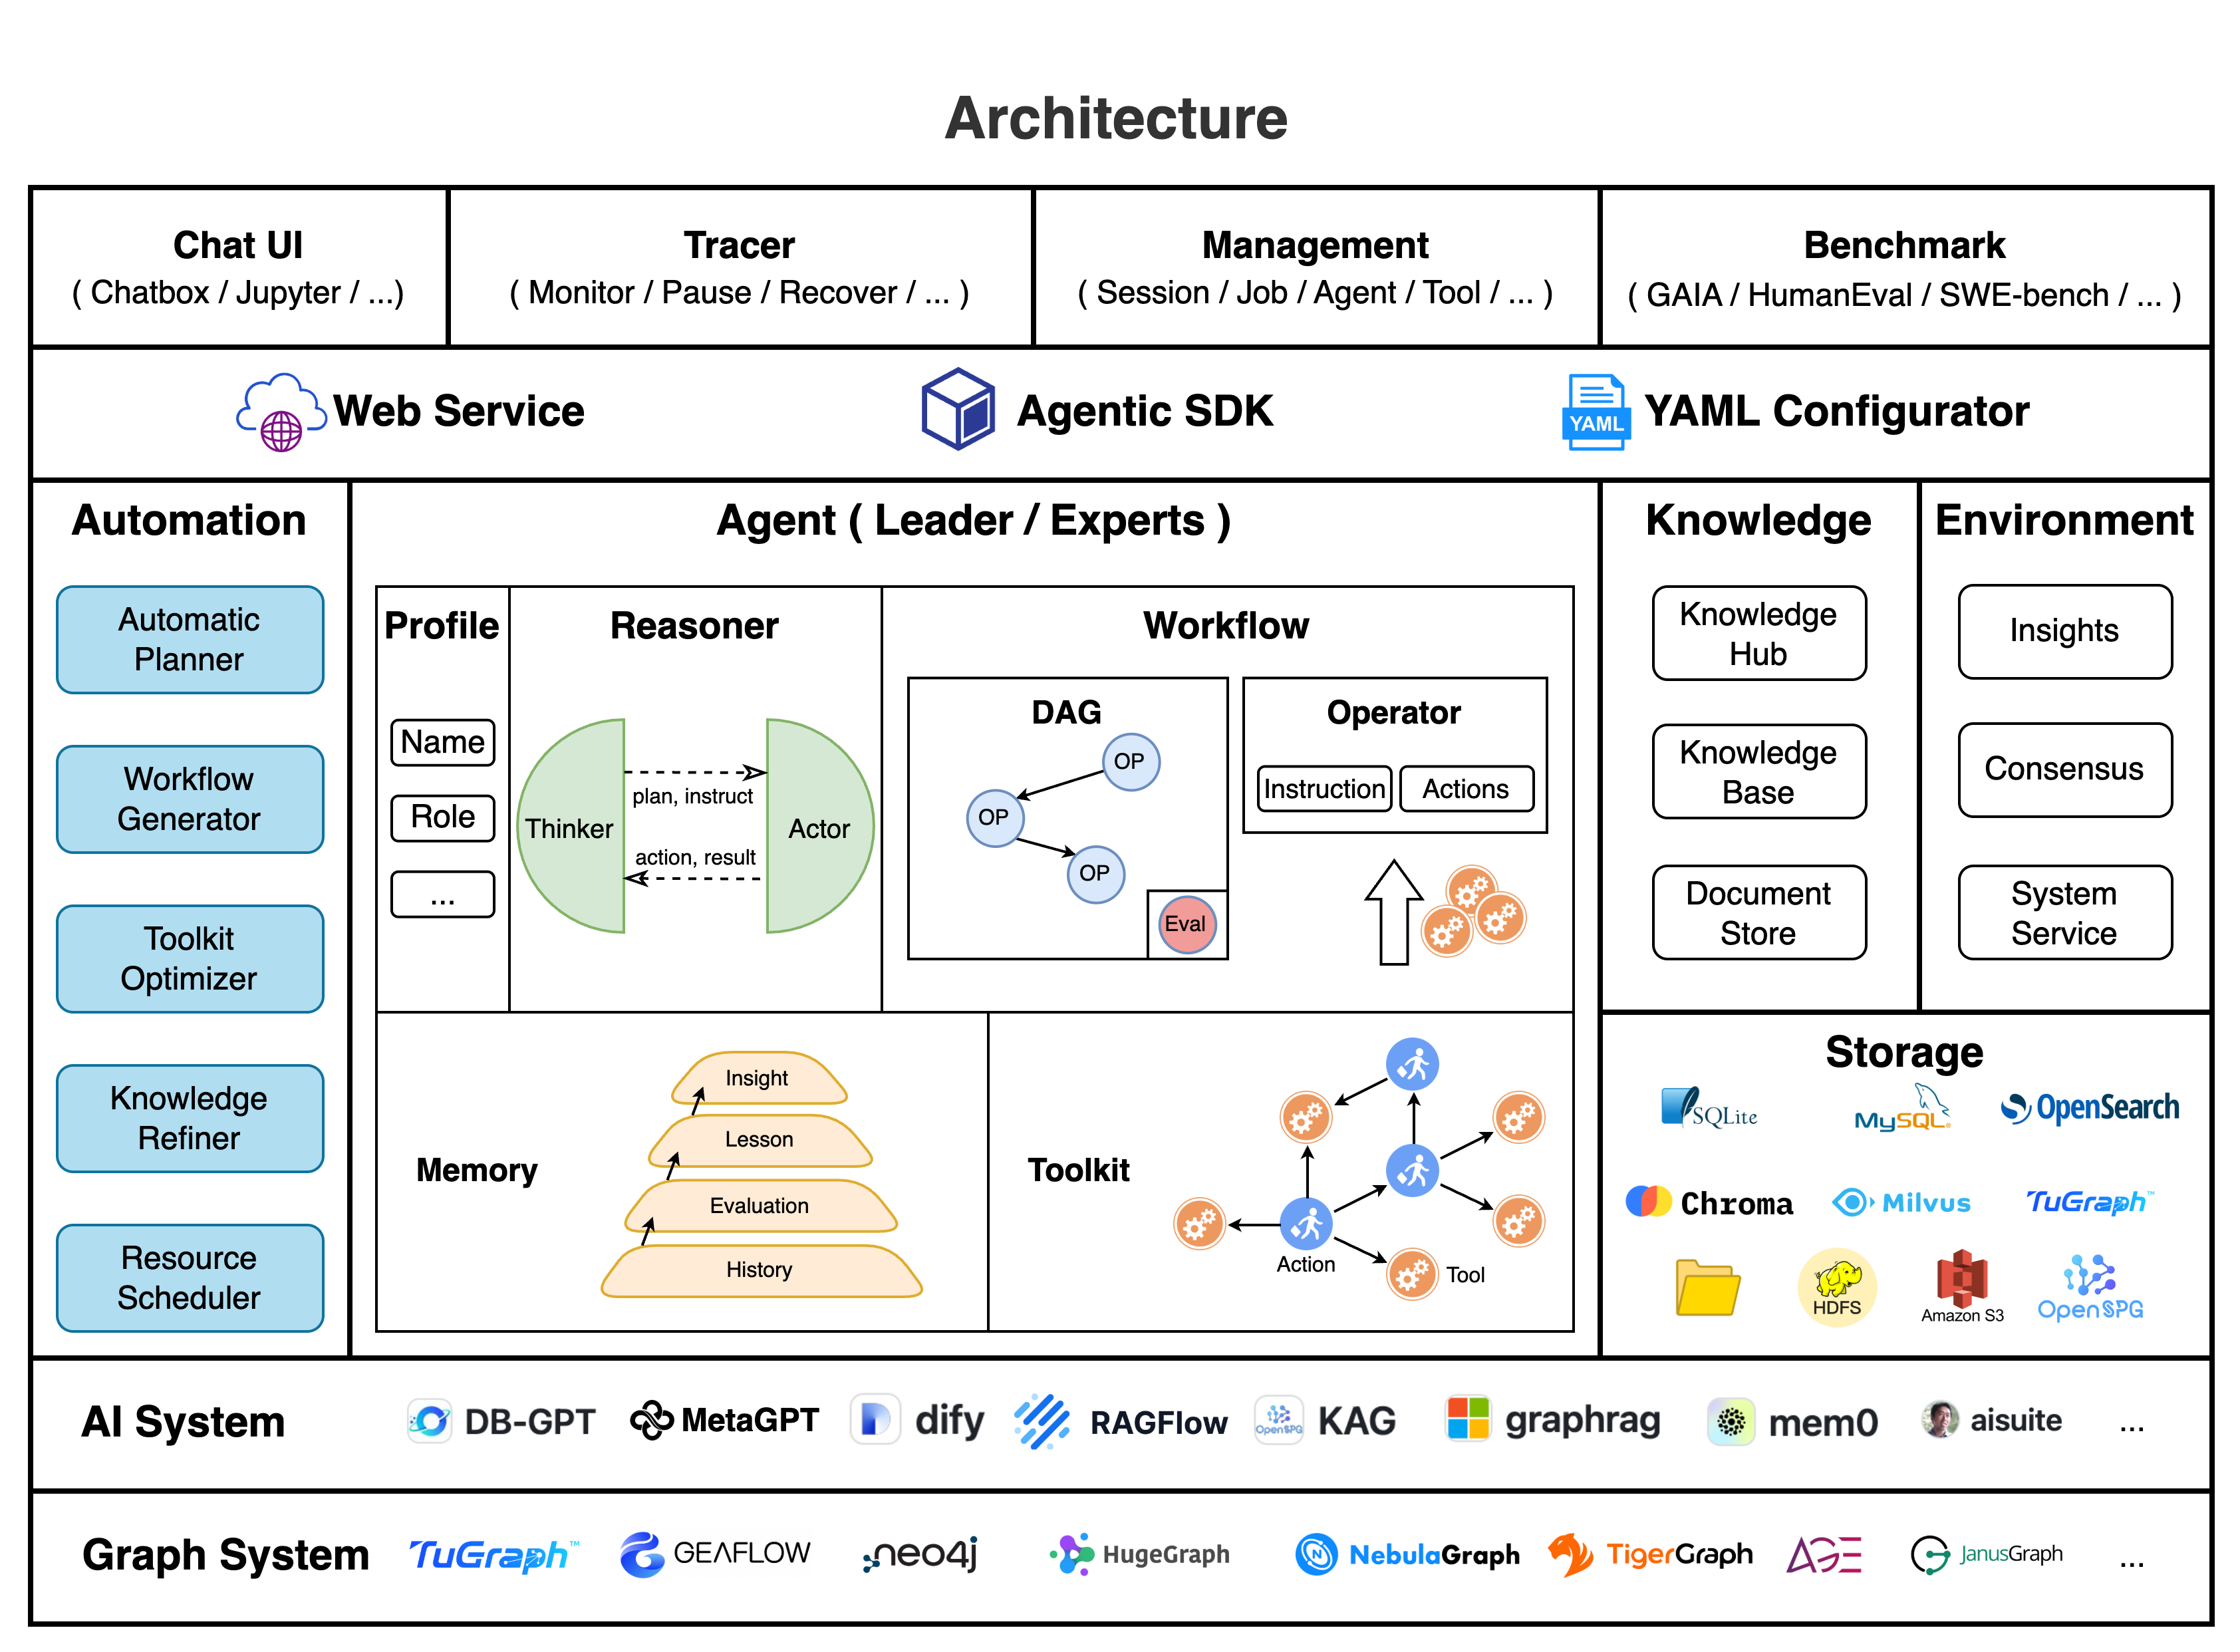 Architecture
Chat UI
( Chatbox / Jupyter / ...)
Tracer
( Monitor / Pause / Recover / ... )
Management
( Session / Job / Agent / Tool / ... )
Benchmark
( GAIA / HumanEval / SWE-bench / ... )
Web Service
Agentic SDK
YAML
YAML Configurator
Automation
Automatic
Planner
Workflow
Generator
Toolkit
Optimizer
Knowledge
Refiner
Resource
Scheduler
Agent ( Leader / Experts )
Profile
Name
Role
...
Reasoner
Thinker
plan, instruct
action, result
Actor
Workflow
DAG
OP
OP
OP
Eval
Operator
Instruction
Actions
Memory
Insight
Lesson
Evaluation
History
Toolkit
Action
Tool
Knowledge
Knowledge
Hub
Knowledge
Base
Document
Store
Environment
Insights
Consensus
System
Service
Storage
SQLite
MySQL
OpenSearch
Chroma
Milvus
TuGraph™
HDFS
Amazon S3
OpenSPG
AI System
DB-GPT
MetaGPT
dify
RAGFlow
OpenSPG
KAG
graphrag
mem0
aisuite
...
Graph System
TuGraph™
GEAFLOW
neo4j
HugeGraph
N
NebulaGraph
TigerGraph
AGE
JanusGraph
...